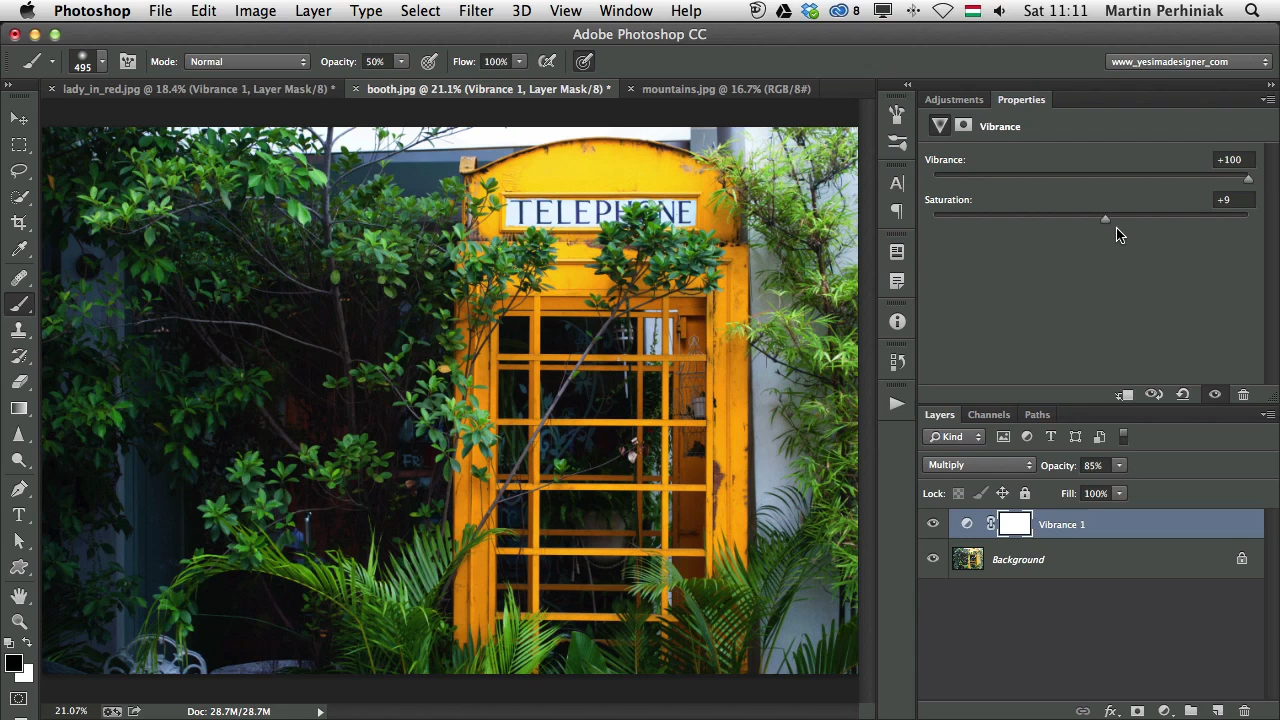 Photoshop File Edit Image Layer Type Select Filter 3D View Window Help 8 Sat 11:11 Martin Perhiniak
Adobe Photoshop CC
495 Mode: Normal Opacity: 50% Flow: 100% www_yesimadesigner_com
lady_in_red.jpg @ 18.4% (Vibrance 1, Layer Mask/8) * booth.jpg @ 21.1% (Vibrance 1, Layer Mask/8) * mountains.jpg @ 16.7% (RGB/8)
Adjustments Properties
Vibrance
Vibrance: +100
Saturation: +9
TELEPHONE
Layers Channels Paths
Kind
Multiply Opacity: 85%
Lock: Fill: 100%
Vibrance 1
Background
21.07% Doc: 28.7M/28.7M